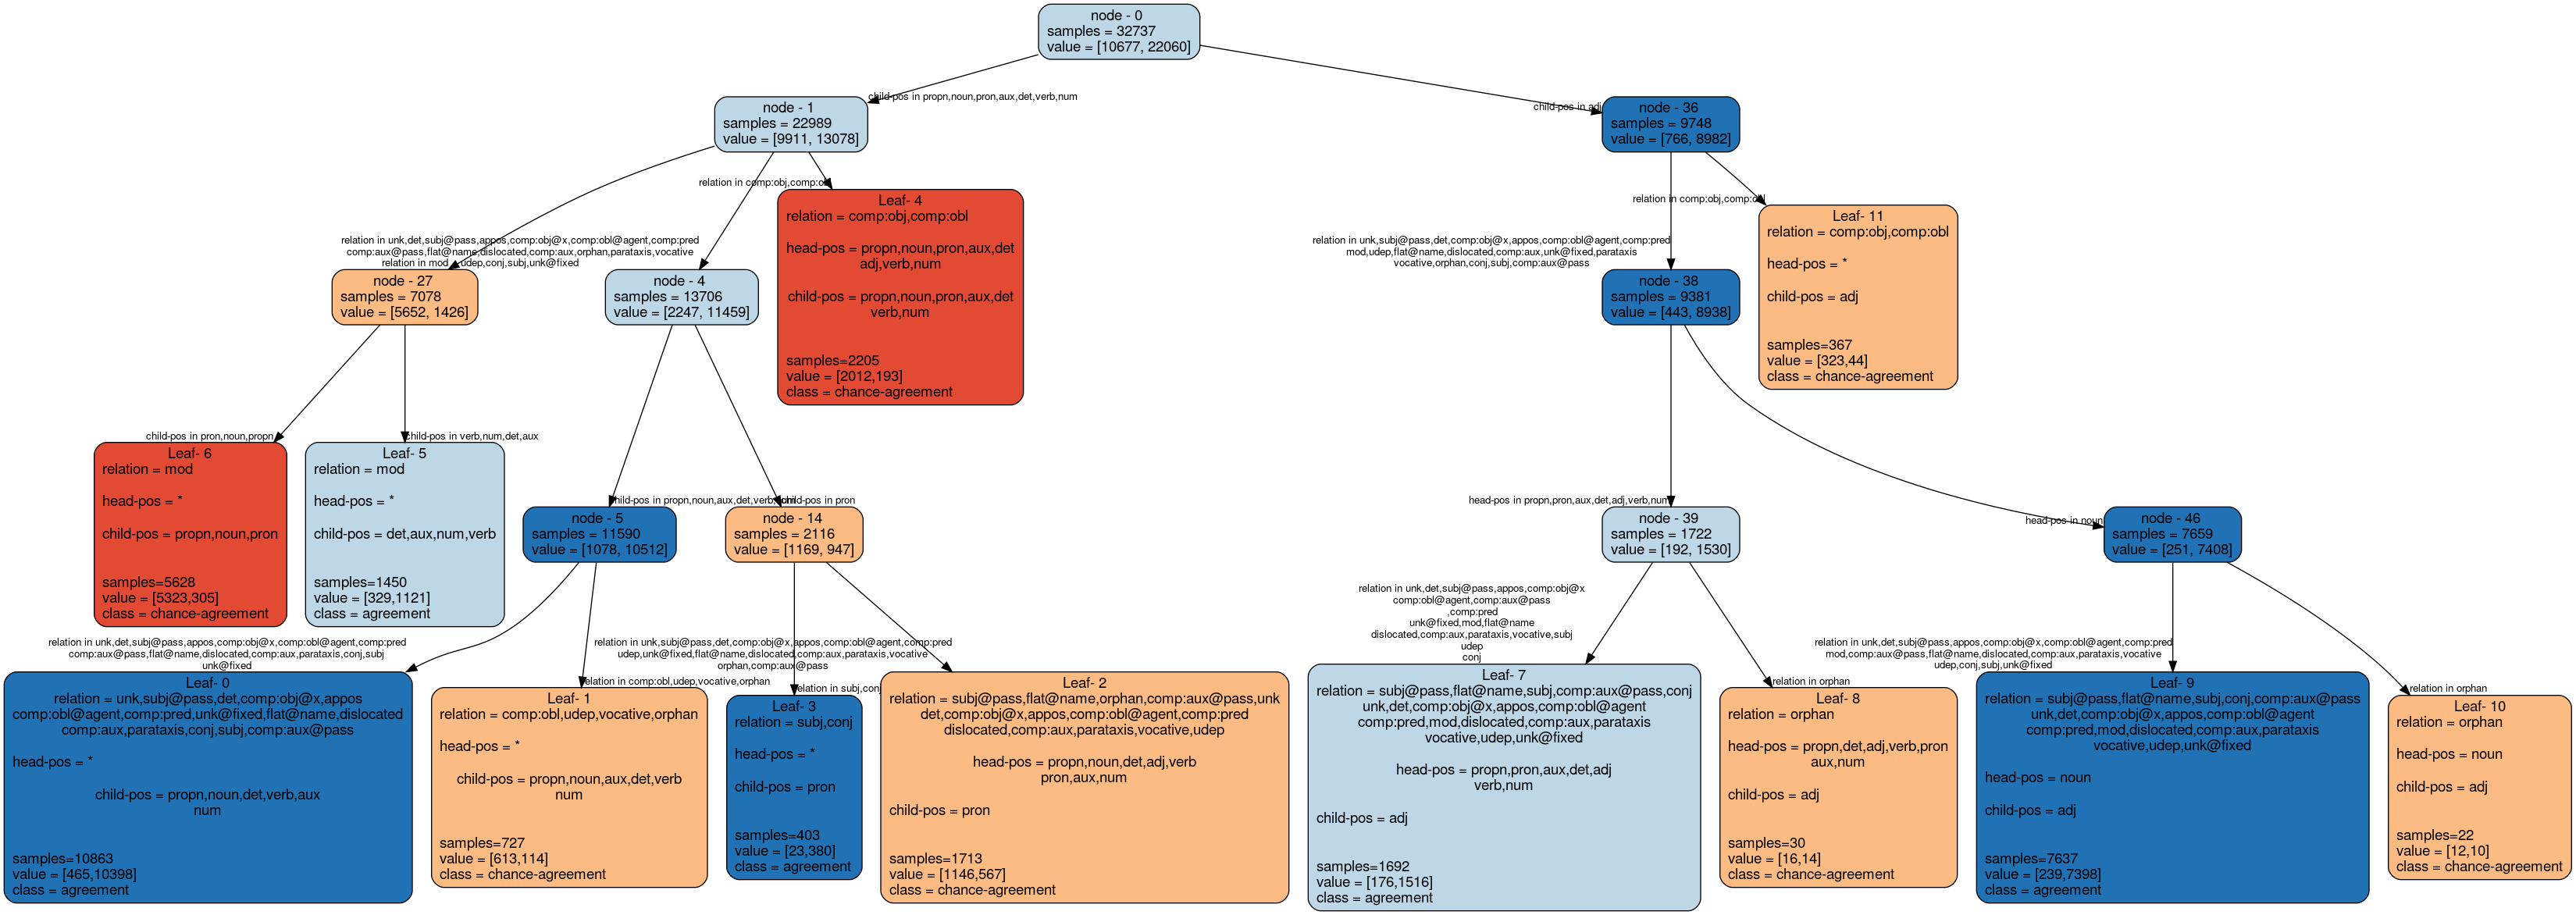 node - 0
samples = 32737
value = [10677, 22060]
child-pos in propn,noun,pron,aux,det,verb,num
child-pos in adj
node - 1
samples = 22989
value = [9911, 13078]
node - 36
samples = 9748
value = [766, 8982]
relation in comp:obj,comp:obl
relation in comp:obj,comp:obl
Leaf- 4
relation = comp:obj,comp:obl
head-pos = propn,noun,pron,aux,det
adj,verb,num
child-pos = propn,noun,pron,aux,det
verb,num
samples=2205
value = [2012,193]
class = chance-agreement
Leaf- 11
relation = comp:obj,comp:obl
head-pos = *
child-pos = adj
samples=367
value = [323,44]
class = chance-agreement
relation in unk,det,subj@pass,appos,comp:obj@x,comp:obl@agent,comp:pred
comp:aux@pass,flat@name,dislocated,comp:aux,orphan,parataxis,vocative
relation in mod
udep,conj,subj,unk@fixed
relation in unk,subj@pass,det,comp:obj@x,appos,comp:obl@agent,comp:pred
mod,udep,flat@name,dislocated,comp:aux,unk@fixed,parataxis
vocative,orphan,conj,subj,comp:aux@pass
node - 27
samples = 7078
value = [5652, 1426]
node - 4
samples = 13706
value = [2247, 11459]
node - 38
samples = 9381
value = [443, 8938]
child-pos in pron,noun,propn
child-pos in verb,num,det,aux
Leaf- 6
relation = mod
head-pos = *
child-pos = propn,noun,pron
samples=5628
value = [5323,305]
class = chance-agreement
Leaf- 5
relation = mod
head-pos = *
child-pos = det,aux,num,verb
samples=1450
value = [329,1121]
class = agreement
child-pos in propn,noun,aux,det,verb,num
child-pos in pron
head-pos in propn,pron,aux,det,adj,verb,num
head-pos in noun
node - 5
samples = 11590
value = [1078, 10512]
node - 14
samples = 2116
value = [1169, 947]
node - 39
samples = 1722
value = [192, 1530]
node - 46
samples = 7659
value = [251, 7408]
relation in unk,det,subj@pass,appos,comp:obj@x,comp:obl@agent,comp:pred
comp:aux@pass,flat@name,dislocated,comp:aux,parataxis,conj,subj
unk@fixed
relation in comp:obl,udep,vocative,orphan
relation in unk,subj@pass,det,comp:obj@x,appos,comp:obl@agent,comp:pred
udep,unk@fixed,flat@name,dislocated,comp:aux,parataxis,vocative
orphan,comp:aux@pass
relation in subj,conj
relation in unk,det,subj@pass,appos,comp:obj@x
comp:obl@agent,comp:aux@pass
,comp:pred
unk@fixed,mod,flat@name
dislocated,comp:aux,parataxis,vocative,subj
udep
conj
relation in orphan
relation in unk,det,subj@pass,appos,comp:obj@x,comp:obl@agent,comp:pred
mod,comp:aux@pass,flat@name,dislocated,comp:aux,parataxis,vocative
udep,conj,subj,unk@fixed
relation in orphan
Leaf- 0
relation = unk,subj@pass,det,comp:obj@x,appos
comp:obl@agent,comp:pred,unk@fixed,flat@name,dislocated
comp:aux,parataxis,conj,subj,comp:aux@pass
head-pos = *
child-pos = propn,noun,det,verb,aux
num
samples=10863
value = [465,10398]
class = agreement
Leaf- 1
relation = comp:obl,udep,vocative,orphan
head-pos = *
child-pos = propn,noun,aux,det,verb
num
samples=727
value = [613,114]
class = chance-agreement
Leaf- 3
relation = subj,conj
head-pos = *
child-pos = pron
samples=403
value = [23,380]
class = agreement
Leaf- 2
relation = subj@pass,flat@name,orphan,comp:aux@pass,unk
det,comp:obj@x,appos,comp:obl@agent,comp:pred
dislocated,comp:aux,parataxis,vocative,udep
head-pos = propn,noun,det,adj,verb
pron,aux,num
child-pos = pron
samples=1713
value = [1146,567]
class = chance-agreement
Leaf- 7
relation = subj@pass,flat@name,subj,comp:aux@pass,conj
unk,det,comp:obj@x,appos,comp:obl@agent
comp:pred,mod,dislocated,comp:aux,parataxis
vocative,udep,unk@fixed
head-pos = propn,pron,aux,det,adj
verb,num
child-pos = adj
samples=1692
value = [176,1516]
class = agreement
Leaf- 8
relation = orphan
head-pos = propn,det,adj,verb,pron
aux,num
child-pos = adj
samples=30
value = [16,14]
class = chance-agreement
Leaf- 9
relation = subj@pass,flat@name,subj,conj,comp:aux@pass
unk,det,comp:obj@x,appos,comp:obl@agent
comp:pred,mod,dislocated,comp:aux,parataxis
vocative,udep,unk@fixed
head-pos = noun
child-pos = adj
samples=7637
value = [239,7398]
class = agreement
Leaf- 10
relation = orphan
head-pos = noun
child-pos = adj
samples=22
value = [12,10]
class = chance-agreement